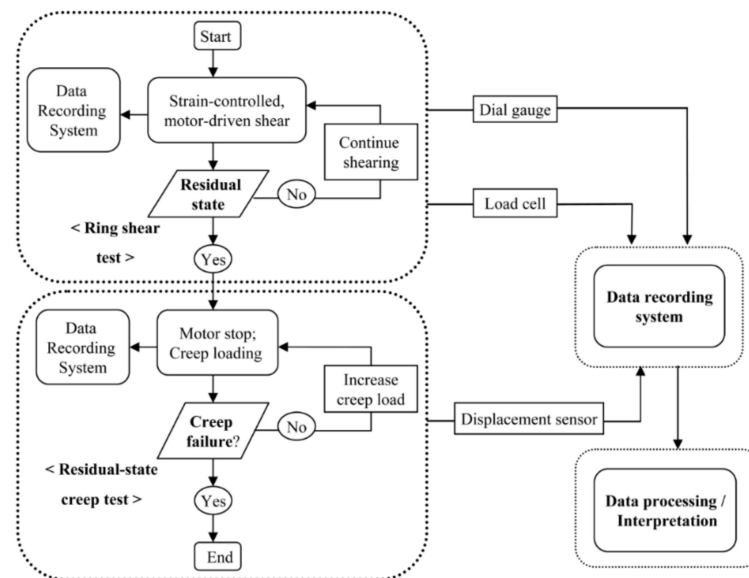 Start
Data
Recording
System
Strain-controlled,
motor-driven shear
Continue
shearing
Residual
state
No
< Ring shear
test >
Yes
Dial gauge
Load cell
Data recording
system
Data
Recording
System
Motor stop;
Creep loading
Increase
creep load
Creep
failure?
No
< Residual-state
creep test >
Yes
End
Displacement sensor
Data processing /
Interpretation